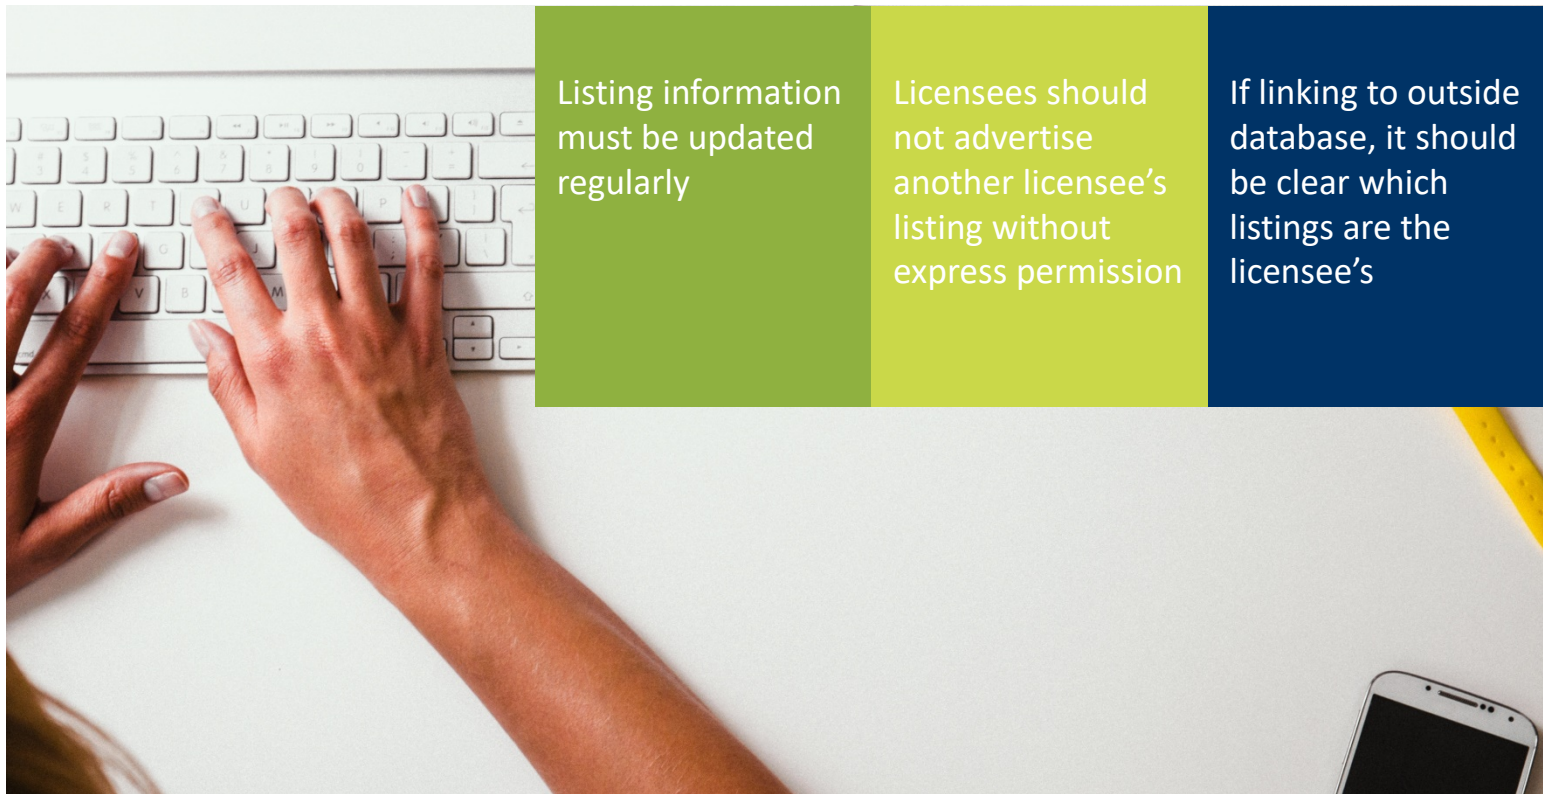 Listing information
must be updated
regularly
Licensees should
not advertise
another licensee’s
listing without
express permission
If linking to outside
database, it should
be clear which
listings are the
licensee’s